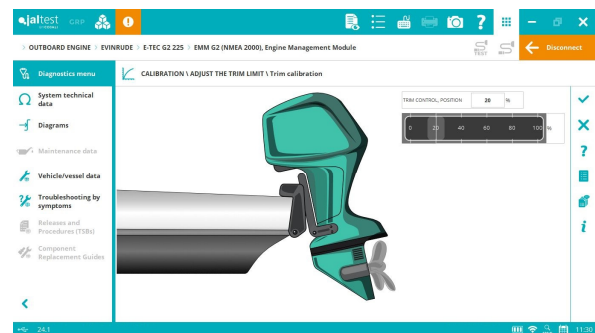 jaltest GRP
OUTBOARD ENGINE > EVINRUDE > E-TEC G2 225 > EMM G2 (NMEA 2000), Engine Management Module
TEST
Disconnect
Diagnostics menu
CALIBRATION \ ADJUST THE TRIM LIMIT \ Trim calibration
System technical data
Diagrams
Maintenance data
Vehicle/vessel data
Troubleshooting by symptoms
Releases and Procedures (TSBs)
Component Replacement Guides
TRIM CONTROL, POSITION 20 %
0 20 40 60 80 100 %
24.1
11:30